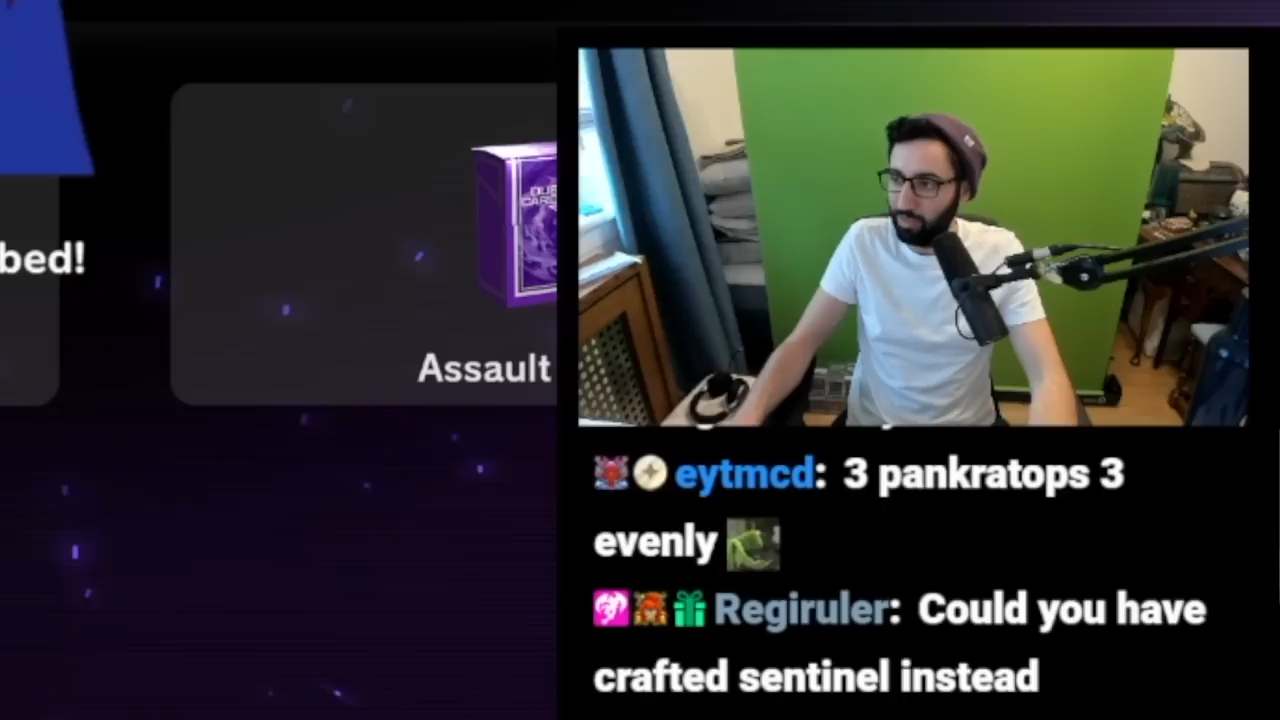 bed!
Assault
eytmcd: 3 pankratops 3
evenly
Regiruler: Could you have
crafted sentinel instead